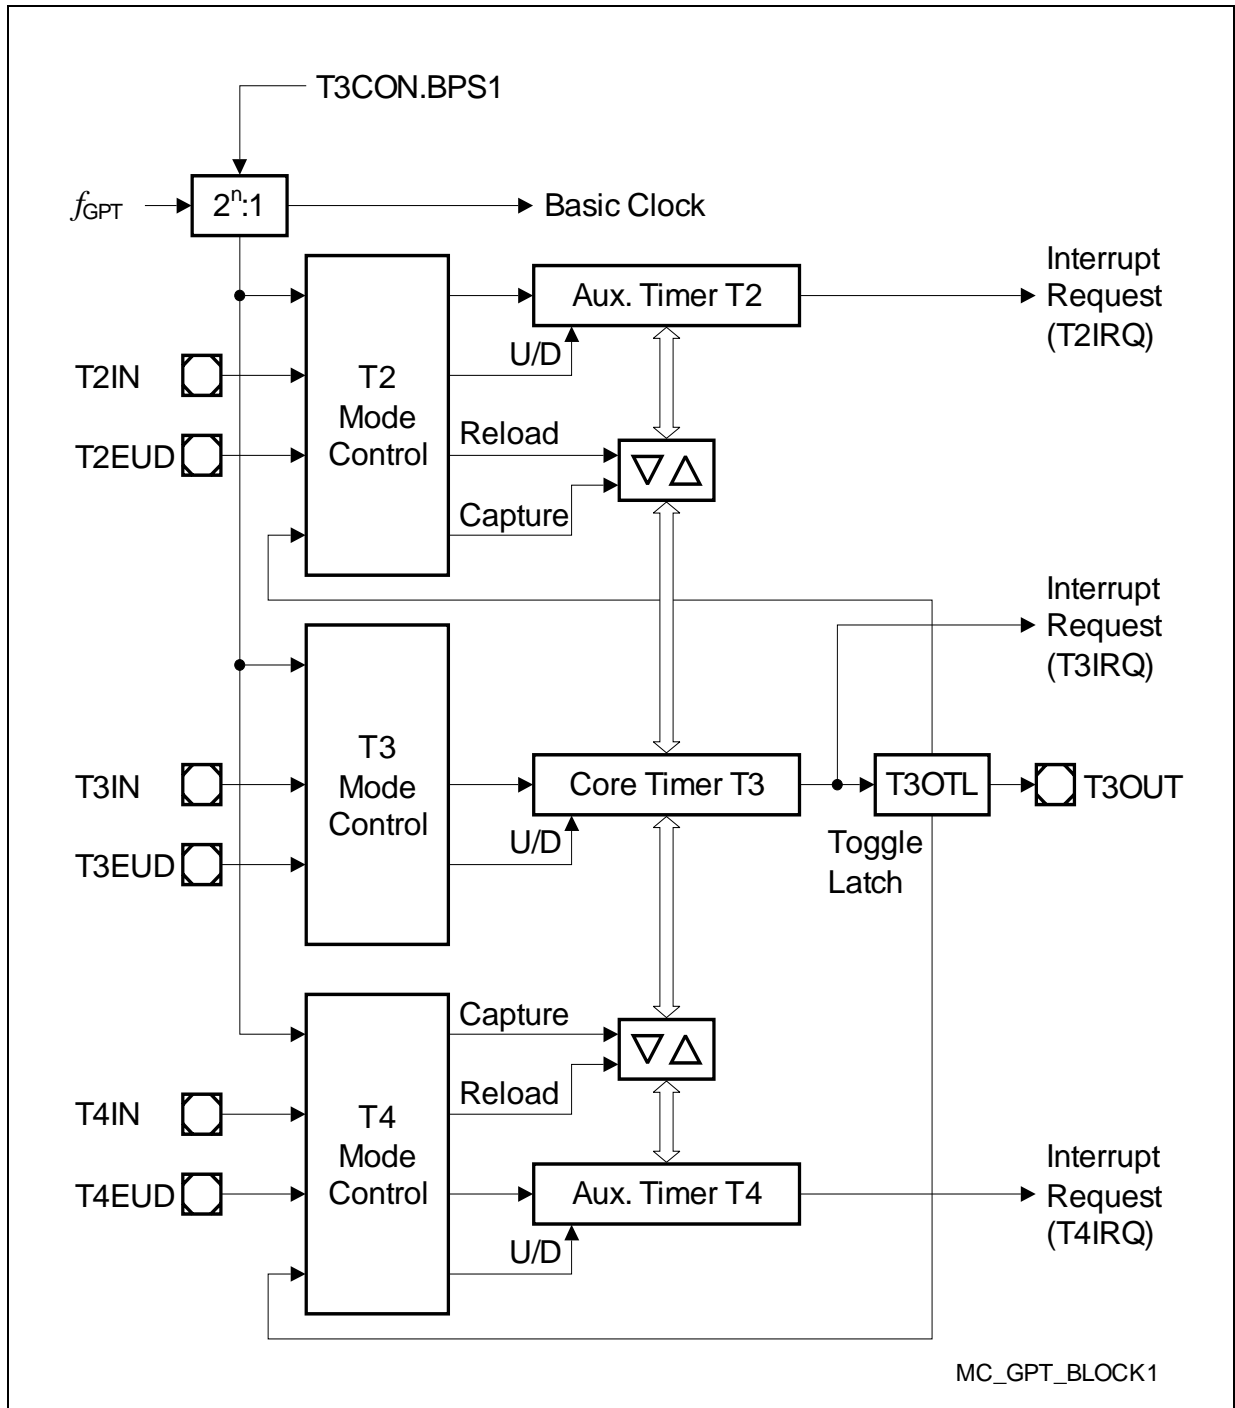 T3CON.BPS1
fGPT
2ⁿ:1
Basic Clock
Aux. Timer T2
Interrupt
Request
(T2IRQ)
U/D
T2IN
T2
Mode
Control
T2EUD
Reload
Capture
Interrupt
Request
(T3IRQ)
T3
Mode
Control
T3IN
Core Timer T3
T3OTL
T3OUT
U/D
Toggle
Latch
T3EUD
Capture
Reload
T4IN
T4
Mode
Control
T4EUD
Aux. Timer T4
Interrupt
Request
(T4IRQ)
U/D
MC_GPT_BLOCK1